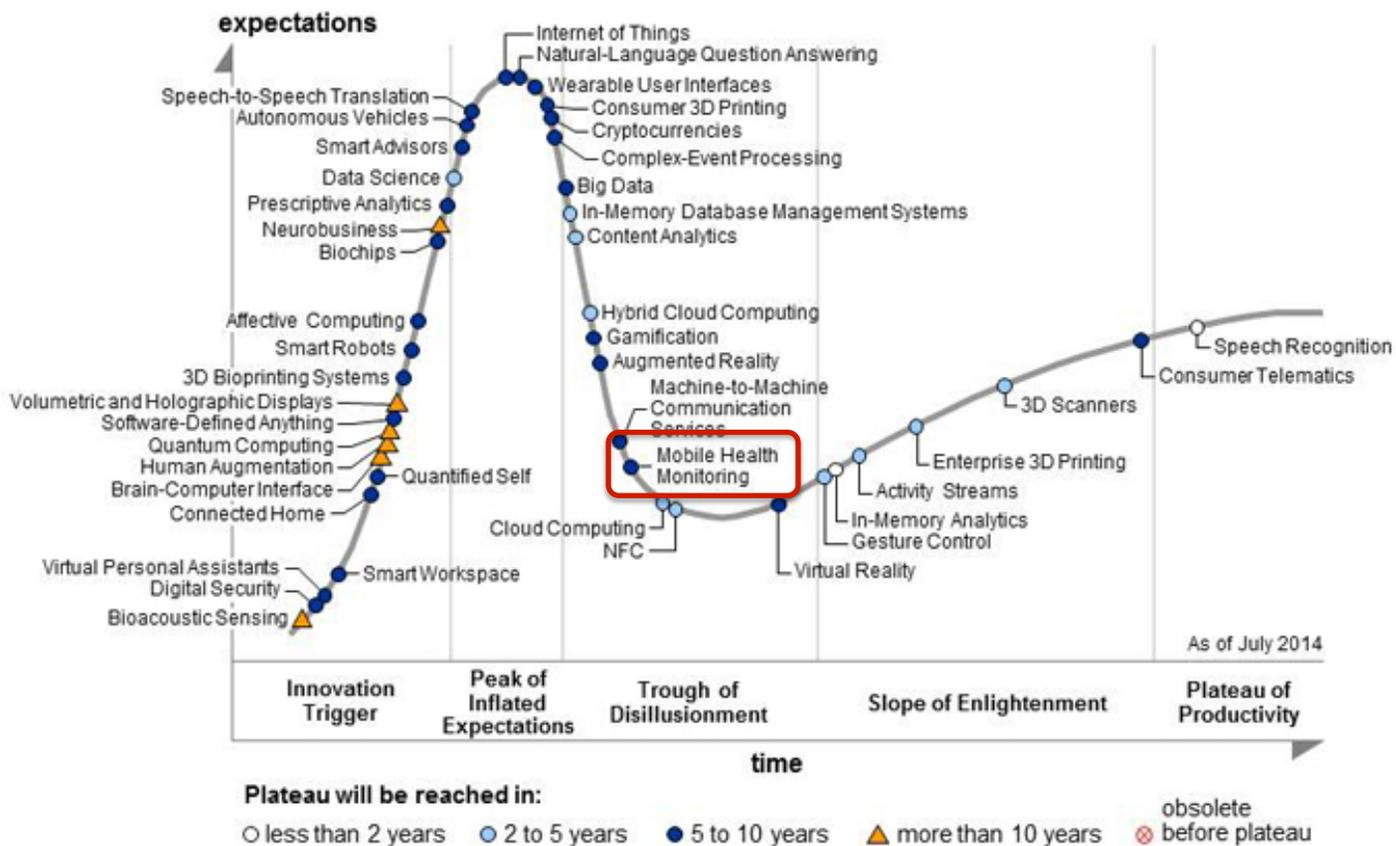 expectations
Internet of Things
Natural-Language Question Answering
Wearable User Interfaces
Speech-to-Speech Translation
Consumer 3D Printing
Autonomous Vehicles
Cryptocurrencies
Smart Advisors
Complex-Event Processing
Data Science
Big Data
Prescriptive Analytics
In-Memory Database Management Systems
Neurobusiness
Content Analytics
Biochips
Hybrid Cloud Computing
Affective Computing
Gamification
Smart Robots
Augmented Reality
3D Bioprinting Systems
Machine-to-Machine
Communication
Services
Volumetric and Holographic Displays
Software-Defined Anything
Quantum Computing
Mobile Health
Monitoring
Human Augmentation
Brain-Computer Interface
Quantified Self
Connected Home
Speech Recognition
Consumer Telematics
3D Scanners
Enterprise 3D Printing
Activity Streams
In-Memory Analytics
Gesture Control
Cloud Computing
NFC
Virtual Reality
Virtual Personal Assistants
Smart Workspace
Digital Security
Bioacoustic Sensing
As of July 2014
Innovation
Trigger
Peak of
Inflated
Expectations
Trough of
Disillusionment
Slope of Enlightenment
Plateau of
Productivity
time
Plateau will be reached in:
less than 2 years
2 to 5 years
5 to 10 years
more than 10 years
obsolete
before plateau